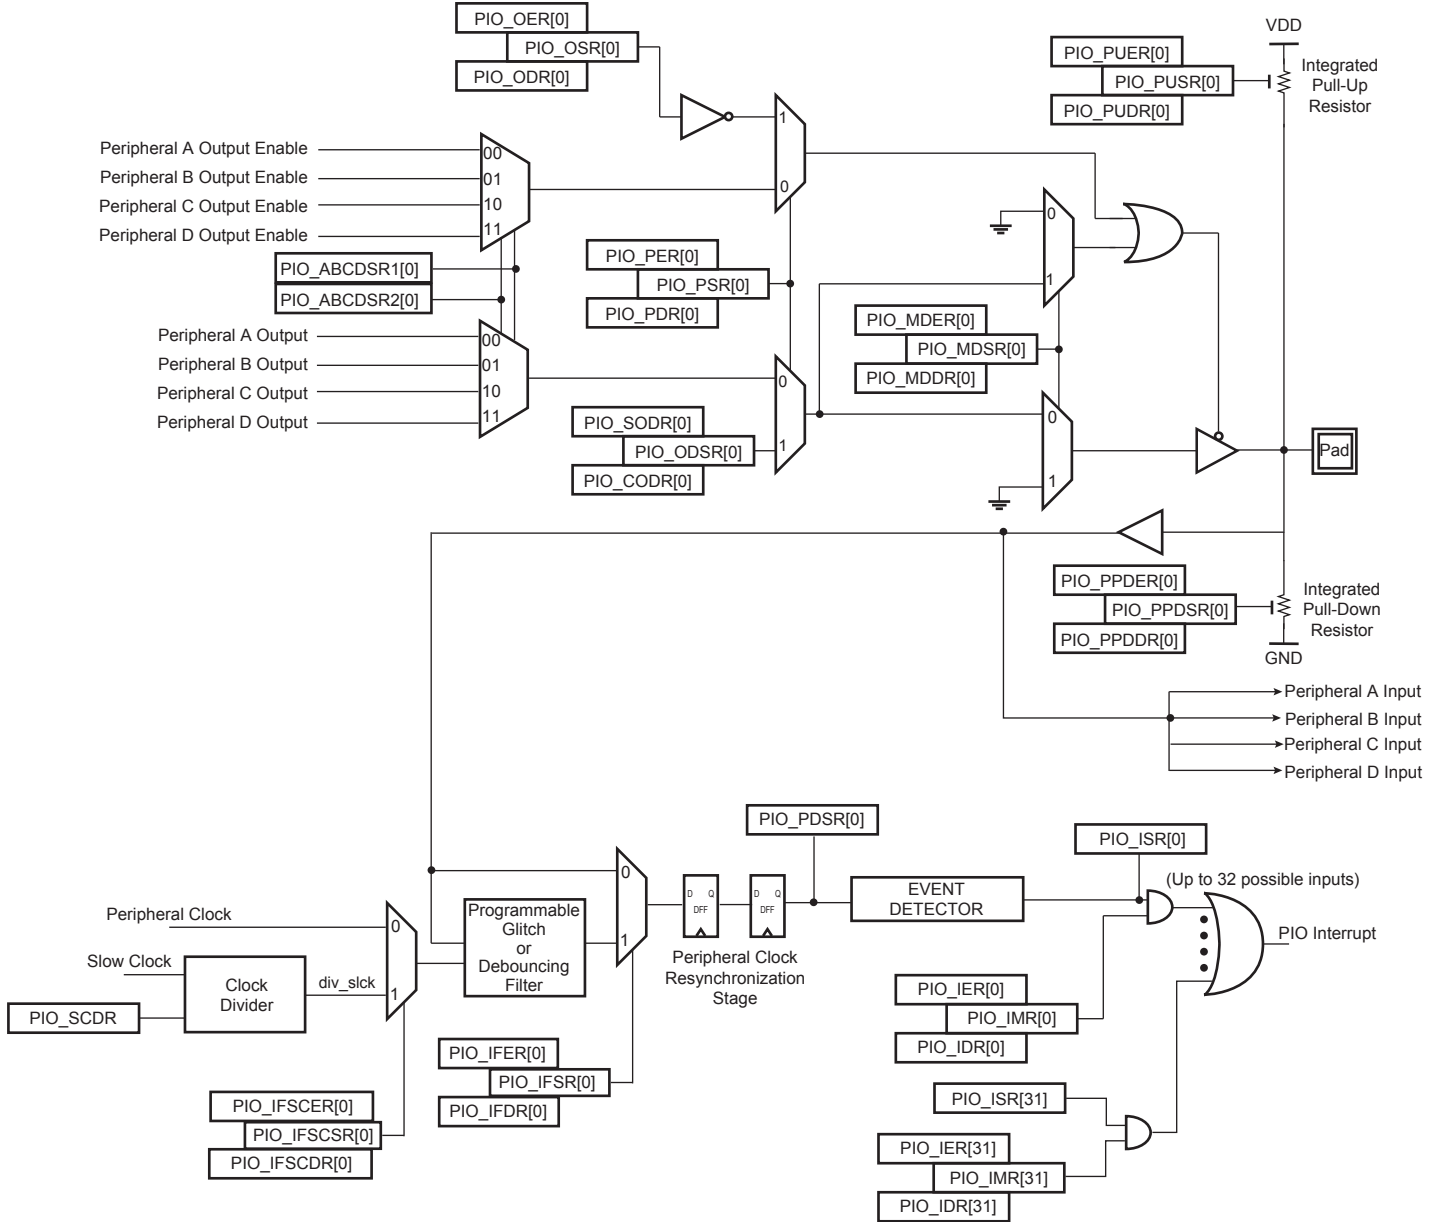 PIO_OER[0]
PIO_OSR[0]
PIO_ODR[0]
VDD
PIO_PUER[0]
PIO_PUSR[0]
PIO_PUDR[0]
Integrated
Pull-Up
Resistor
1
0
Peripheral A Output Enable
Peripheral B Output Enable
Peripheral C Output Enable
Peripheral D Output Enable
00
01
10
11
PIO_ABCDSR1[0]
PIO_ABCDSR2[0]
PIO_PER[0]
PIO_PSR[0]
PIO_PDR[0]
0
1
PIO_MDER[0]
PIO_MDSR[0]
PIO_MDDR[0]
Peripheral A Output
Peripheral B Output
Peripheral C Output
Peripheral D Output
00
01
10
11
0
1
PIO_SODR[0]
PIO_ODSR[0]
PIO_CODR[0]
0
1
Pad
PIO_PPDER[0]
PIO_PPDSR[0]
PIO_PPDDR[0]
Integrated
Pull-Down
Resistor
GND
Peripheral A Input
Peripheral B Input
Peripheral C Input
Peripheral D Input
PIO_PDSR[0]
PIO_ISR[0]
(Up to 32 possible inputs)
EVENT
DETECTOR
PIO Interrupt
0
1
D Q
DFF
D Q
DFF
Peripheral Clock
Resynchronization
Stage
Peripheral Clock
Slow Clock
Clock
Divider
div_slck
PIO_SCDR
0
1
Programmable
Glitch
or
Debouncing
Filter
PIO_IER[0]
PIO_IMR[0]
PIO_IDR[0]
PIO_IFER[0]
PIO_IFSR[0]
PIO_IFDR[0]
PIO_IFSCER[0]
PIO_IFSCSR[0]
PIO_IFSCDR[0]
PIO_ISR[31]
PIO_IER[31]
PIO_IMR[31]
PIO_IDR[31]